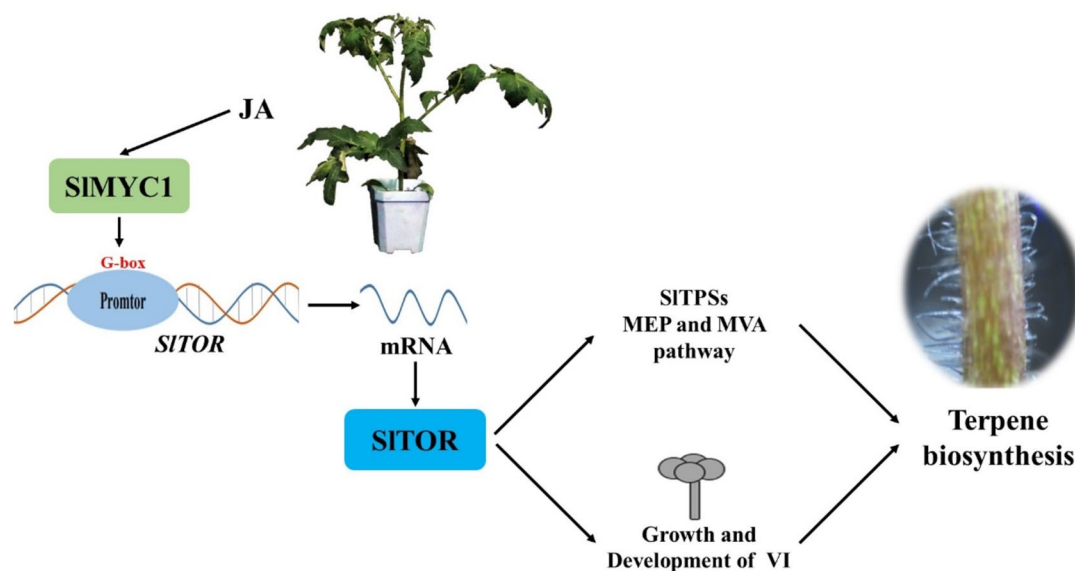 JA
SlMYC1
G-box
Promtor
SlTOR
mRNA
SlTOR
SlTPSs
MEP and MVA
pathway
Growth and
Development of VI
Terpene
biosynthesis